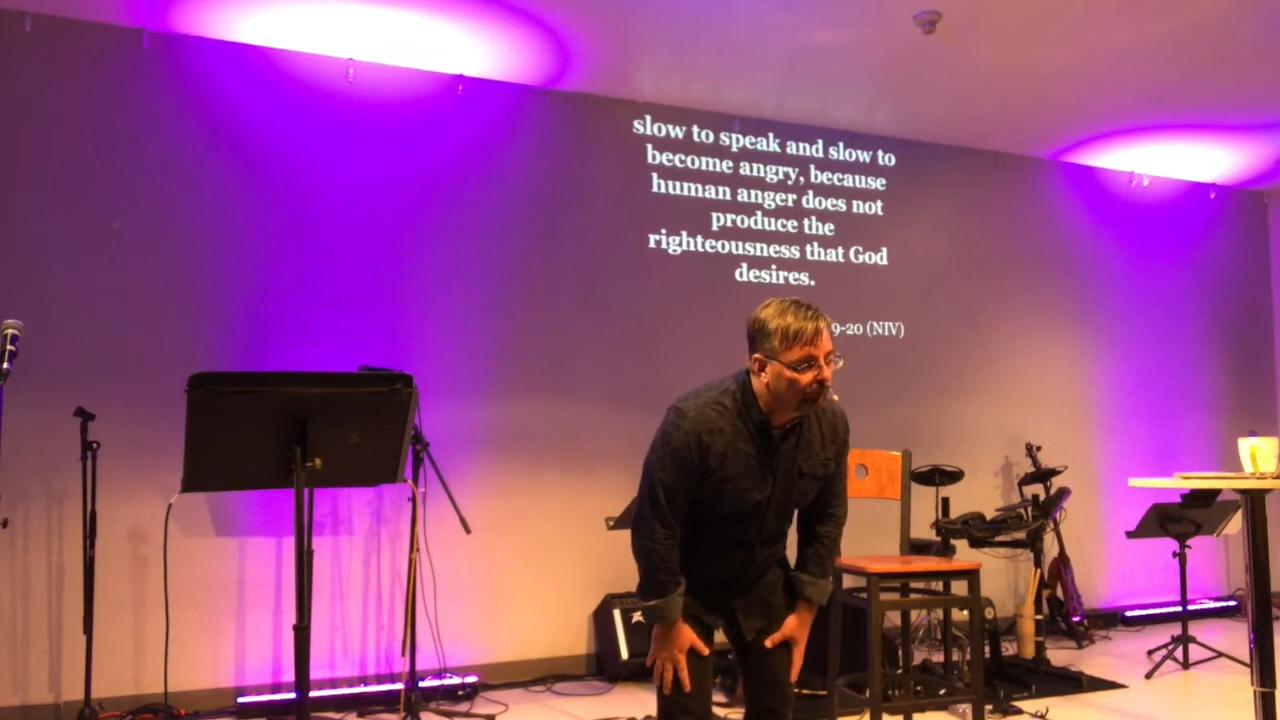 slow to speak and slow to
become angry, because
human anger does not
produce the
righteousness that God
desires.
9-20 (NIV)